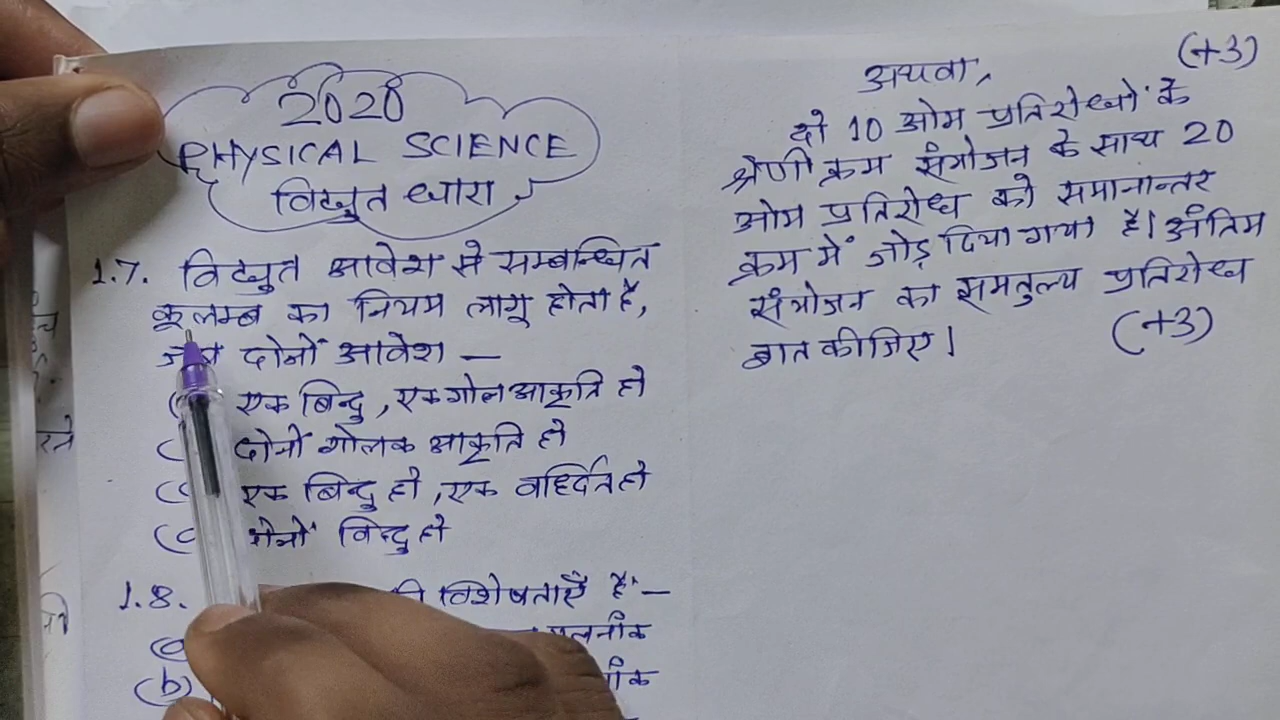 2020
PHYSICAL SCIENCE
विद्युत धारा
1.7. विद्युत आवेश से सम्बन्धित
कूलम्ब का नियम लागू होता है,
दोनों आवेश —
एक बिन्दु, एक गोल आकृति हो
दोनों गोलक आकृति हो
एक बिन्दु हो, एक वर्द्धित हो
बिन्दु हो
1.8. विशेषताएँ है —
(b)
अथवा, (+3)
दो 10 ओम प्रतिरोधों के
श्रेणी क्रम संयोजन के साथ 20
ओम प्रतिरोध को समानान्तर
क्रम में जोड़ दिया गया है। अंतिम
संयोजन का समतुल्य प्रतिरोध
ज्ञात कीजिए। (+3)